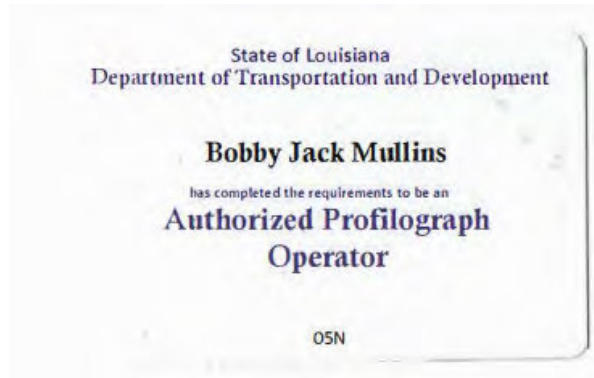 State of Louisiana
Department of Transportation and Development
Bobby Jack Mullins
has completed the requirements to be an
Authorized Profilograph
Operator
05N